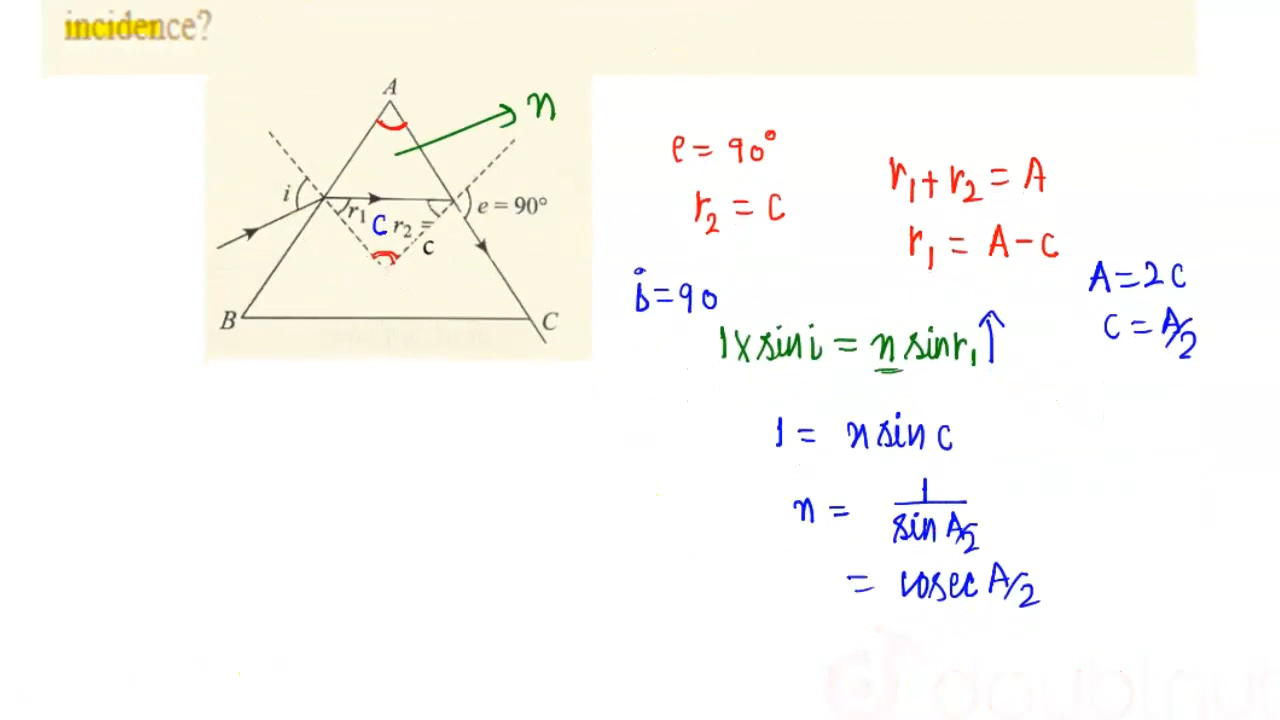 incidence?
A
n
i
r1
C
r2 =
c
e = 90°
B
C
e = 90°
r2 = C
r1 + r2 = A
r1 = A - C
i = 90
A = 2C
C = A/2
1 x sin i = n sin r1 ↑
1 = n sin C
n = 1 / sin A/2
= cosec A/2
doubtnut